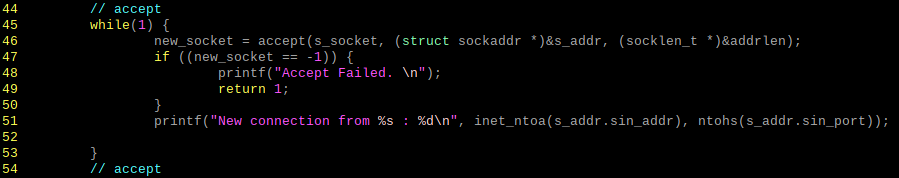 44 // accept
45 while(1) {
46 new_socket = accept(s_socket, (struct sockaddr *)&s_addr, (socklen_t *)&addrlen);
47 if ((new_socket == -1)) {
48 printf("Accept Failed. \n");
49 return 1;
50 }
51 printf("New connection from %s : %d\n", inet_ntoa(s_addr.sin_addr), ntohs(s_addr.sin_port));
52
53 }
54 // accept